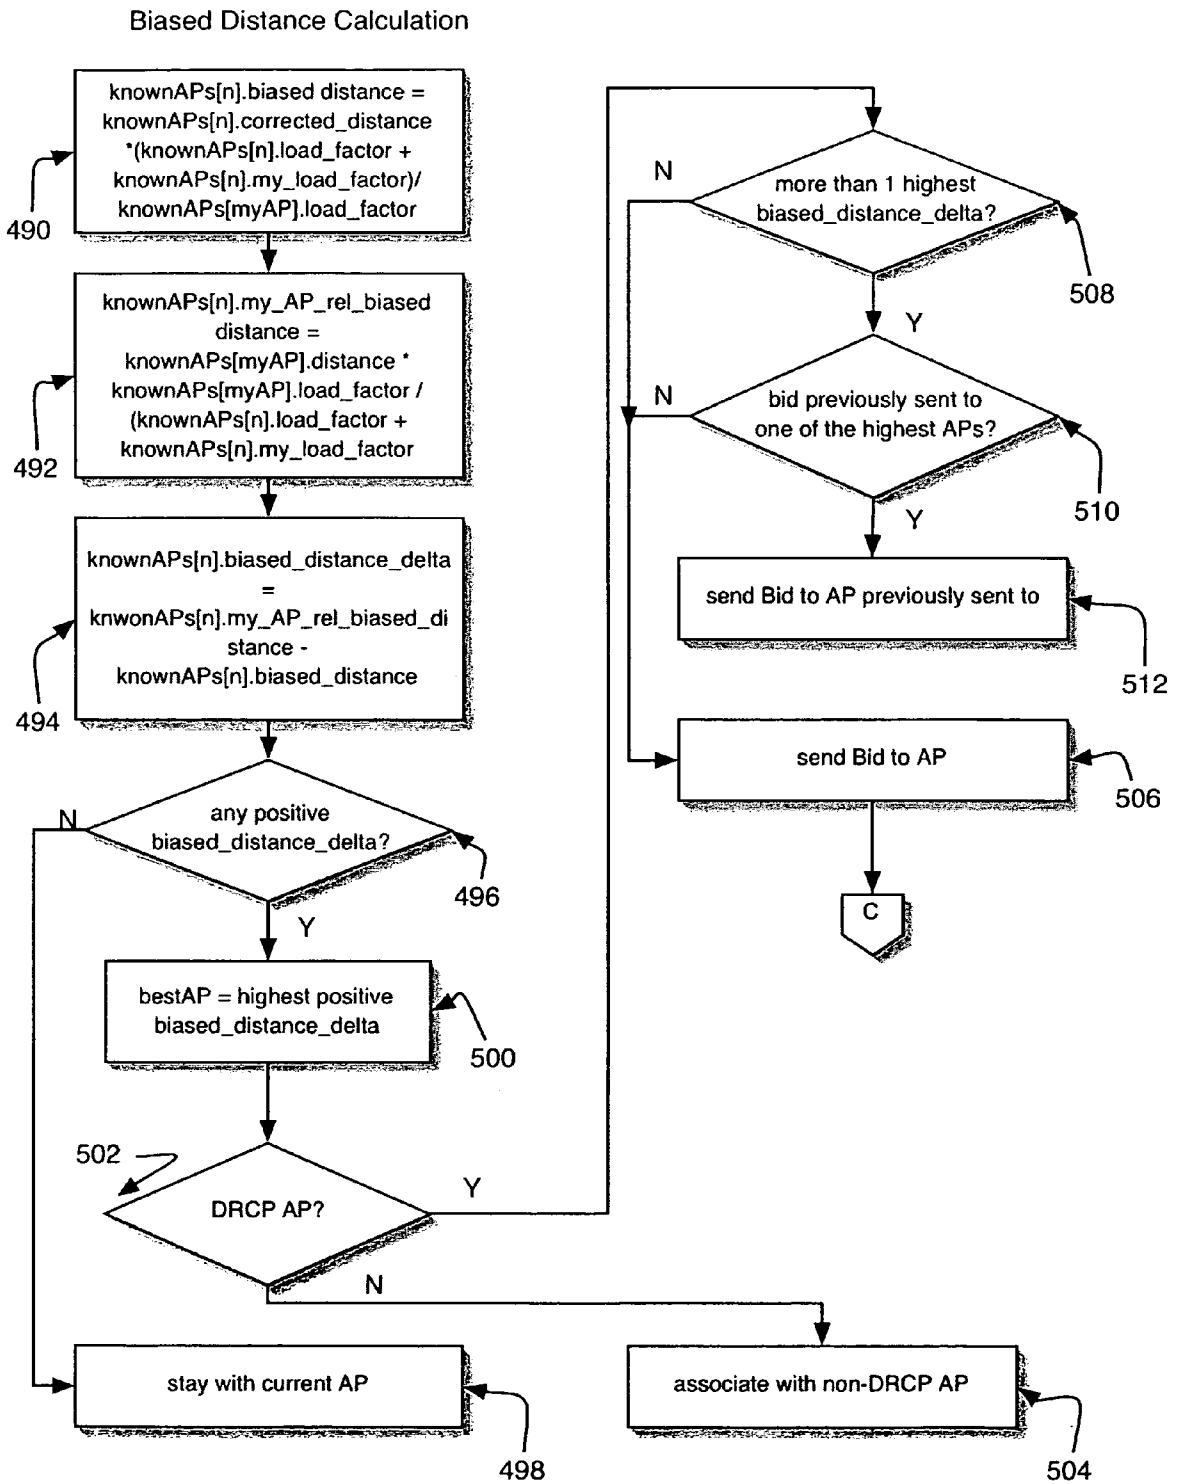 Biased Distance Calculation
knownAPs[n].biased distance =
knownAPs[n].corrected_distance
*(knownAPs[n].load_factor +
knownAPs[n].my_load_factor)/
knownAPs[myAP].load_factor
490
knownAPs[n].my_AP_rel_biased
distance =
knownAPs[myAP].distance *
knownAPs[myAP].load_factor /
(knownAPs[n].load_factor +
knownAPs[n].my_load_factor
492
knownAPs[n].biased_distance_delta
=
knwonAPs[n].my_AP_rel_biased_di
stance -
knownAPs[n].biased_distance
494
any positive
biased_distance_delta?
N
496
Y
bestAP = highest positive
biased_distance_delta
500
502
DRCP AP?
Y
N
stay with current AP
498
associate with non-DRCP AP
504
more than 1 highest
biased_distance_delta?
N
508
Y
bid previously sent to
one of the highest APs?
N
510
Y
send Bid to AP previously sent to
512
send Bid to AP
506
C